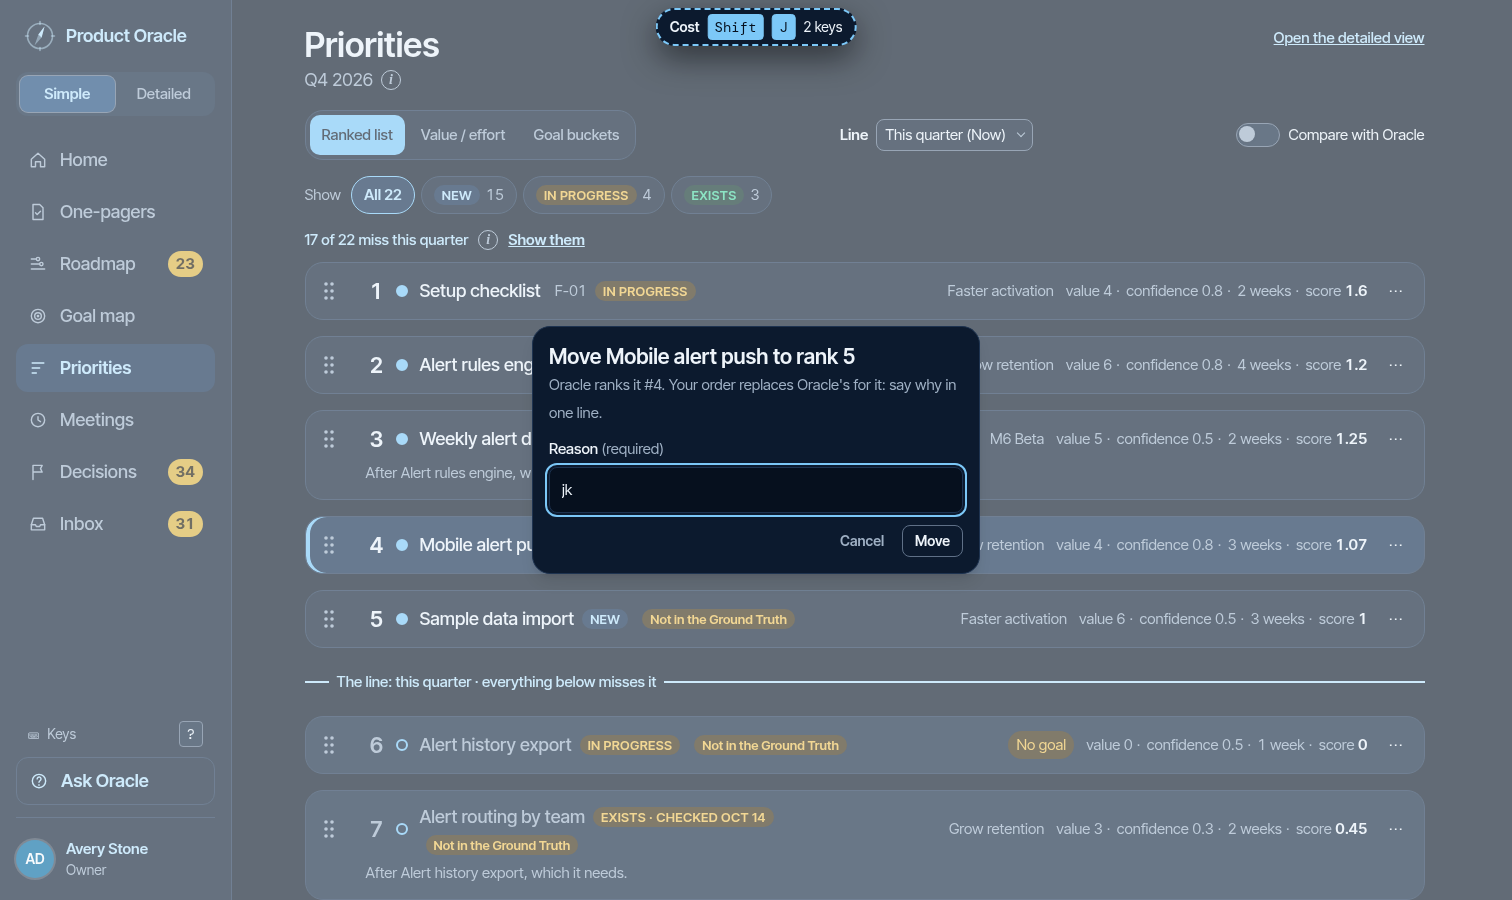 Product Oracle
Simple
Detailed
Home
One-pagers
Roadmap 23
Goal map
Priorities
Meetings
Decisions 34
Inbox 31
Keys ?
Ask Oracle
AD
Avery Stone
Owner
Cost Shift J 2 keys
Priorities
Q4 2026 i
Open the detailed view
Ranked list Value / effort Goal buckets
Line This quarter (Now)
Compare with Oracle
Show All 22 NEW 15 IN PROGRESS 4 EXISTS 3
17 of 22 miss this quarter i Show them
1 Setup checklist F-01 IN PROGRESS Faster activation value 4 · confidence 0.8 · 2 weeks · score 1.6 ···
2 Alert rules eng ow retention value 6 · confidence 0.8 · 4 weeks · score 1.2 ···
3 Weekly alert d M6 Beta value 5 · confidence 0.5 · 2 weeks · score 1.25 ···
After Alert rules engine, w
4 Mobile alert pu w retention value 4 · confidence 0.8 · 3 weeks · score 1.07 ···
5 Sample data import NEW Not in the Ground Truth Faster activation value 6 · confidence 0.5 · 3 weeks · score 1 ···
The line: this quarter · everything below misses it
6 Alert history export IN PROGRESS Not in the Ground Truth No goal value 0 · confidence 0.5 · 1 week · score 0 ···
7 Alert routing by team EXISTS · CHECKED OCT 14 Grow retention value 3 · confidence 0.3 · 2 weeks · score 0.45 ···
Not in the Ground Truth
After Alert history export, which it needs.
Move Mobile alert push to rank 5
Oracle ranks it #4. Your order replaces Oracle's for it: say why in
one line.
Reason (required)
jk
Cancel Move